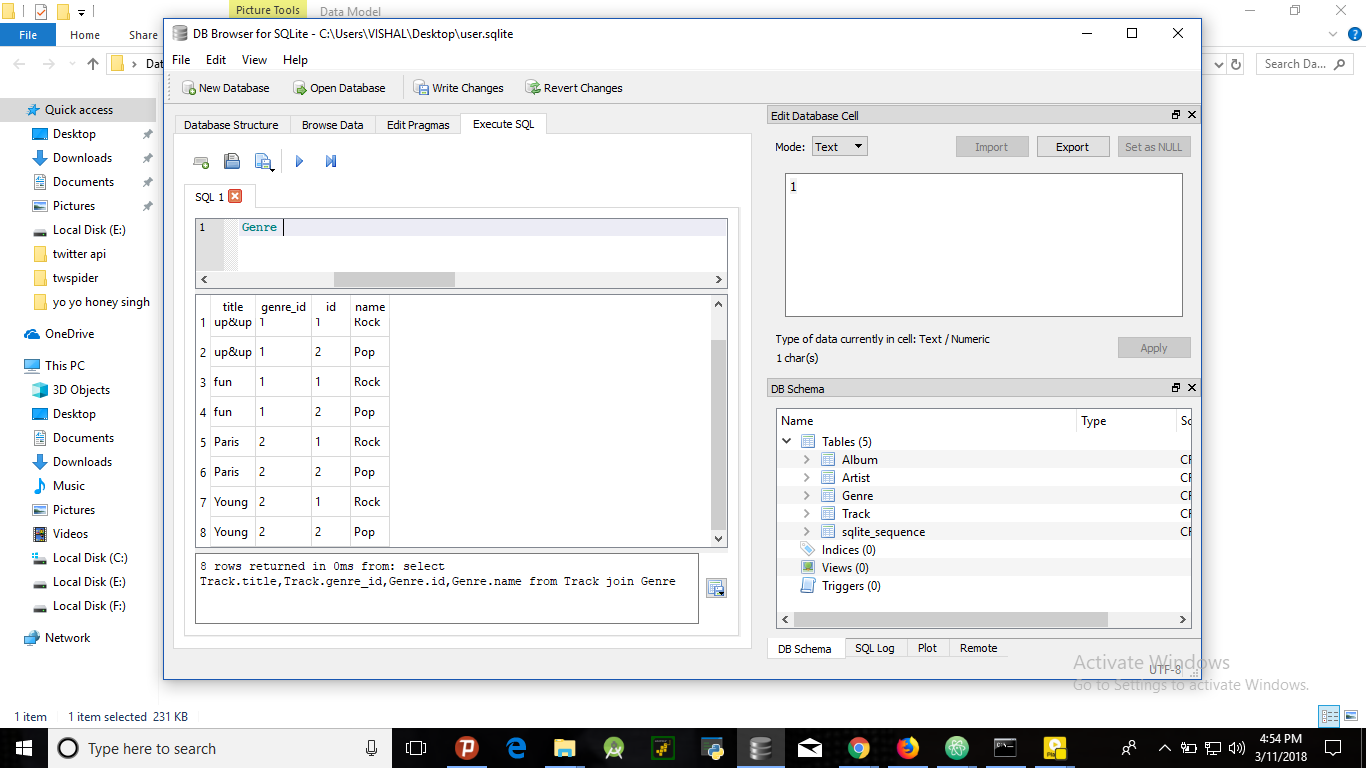 Picture Tools
Data Model
File
Home
Share
Dat
Search Da...
Quick access
Desktop
Downloads
Documents
Pictures
Local Disk (E:)
twitter api
twspider
yo yo honey singh
OneDrive
This PC
3D Objects
Desktop
Documents
Downloads
Music
Pictures
Videos
Local Disk (C:)
Local Disk (E:)
Local Disk (F:)
Network
1 item 1 item selected 231 KB
DB Browser for SQLite - C:\Users\VISHAL\Desktop\user.sqlite
File Edit View Help
New Database Open Database Write Changes Revert Changes
Database Structure Browse Data Edit Pragmas Execute SQL
SQL 1
1 Genre
title genre_id id name
1 up&up 1 1 Rock
2 up&up 1 2 Pop
3 fun 1 1 Rock
4 fun 1 2 Pop
5 Paris 2 1 Rock
6 Paris 2 2 Pop
7 Young 2 1 Rock
8 Young 2 2 Pop
8 rows returned in 0ms from: select
Track.title,Track.genre_id,Genre.id,Genre.name from Track join Genre
Edit Database Cell
Mode: Text Import Export Set as NULL
1
Type of data currently in cell: Text / Numeric
1 char(s)
Apply
DB Schema
Name Type Sc
Tables (5)
Album CF
Artist CF
Genre CF
Track CF
sqlite_sequence CF
Indices (0)
Views (0)
Triggers (0)
DB Schema SQL Log Plot Remote
UTF-8
Activate Windows
Go to Settings to activate Windows.
Type here to search
4:54 PM
3/11/2018